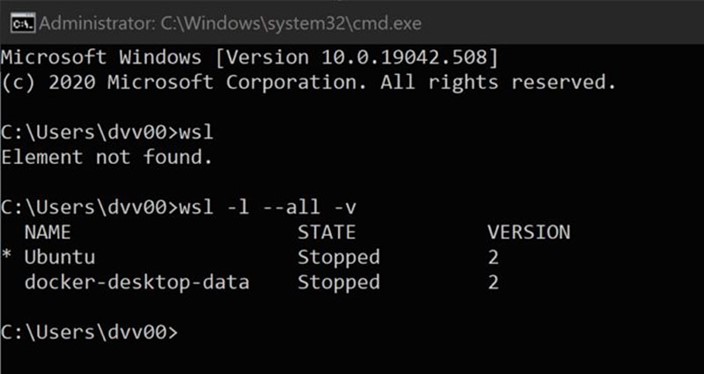 Administrator: C:\Windows\system32\cmd.exe
Microsoft Windows [Version 10.0.19042.508]
(c) 2020 Microsoft Corporation. All rights reserved.
C:\Users\dvv00>wsl
Element not found.
C:\Users\dvv00>wsl -l --all -v
  NAME                   STATE           VERSION
* Ubuntu                 Stopped         2
  docker-desktop-data    Stopped         2
C:\Users\dvv00>